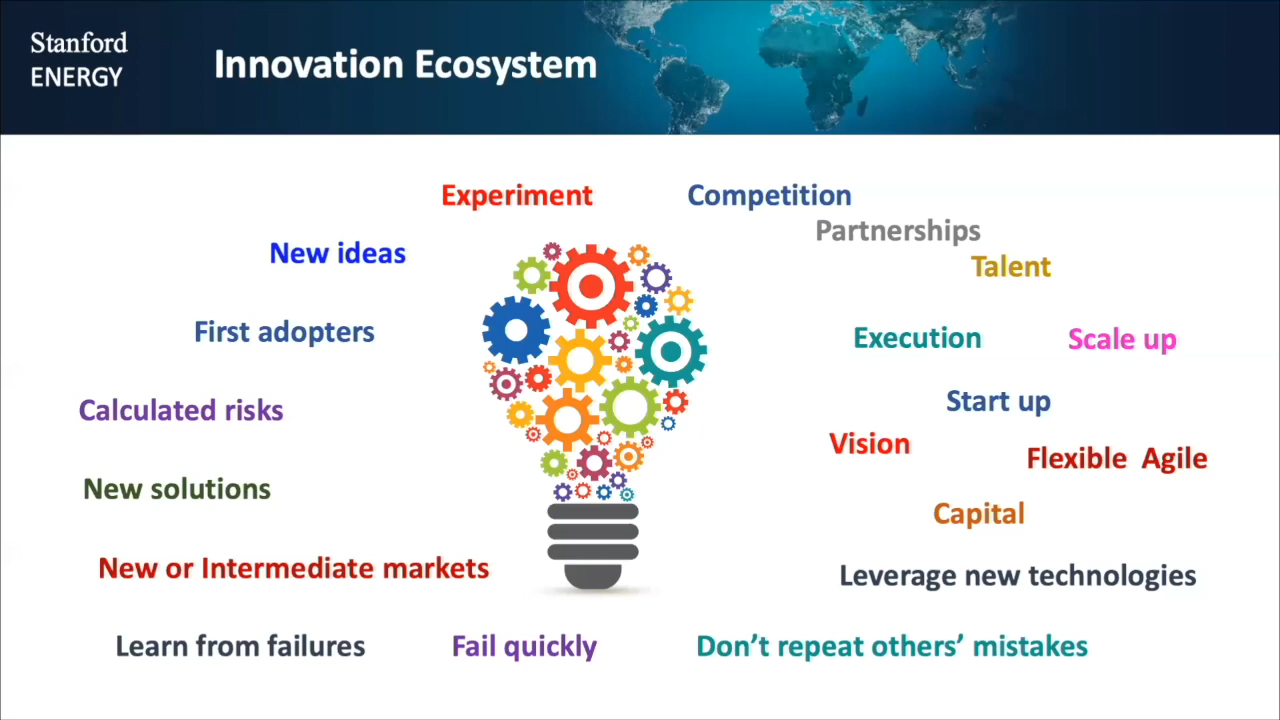 Stanford
ENERGY
Innovation Ecosystem
Experiment
Competition
Partnerships
New ideas
Talent
First adopters
Execution
Scale up
Calculated risks
Start up
Vision
Flexible  Agile
New solutions
Capital
New or Intermediate markets
Leverage new technologies
Learn from failures
Fail quickly
Don’t repeat others’ mistakes